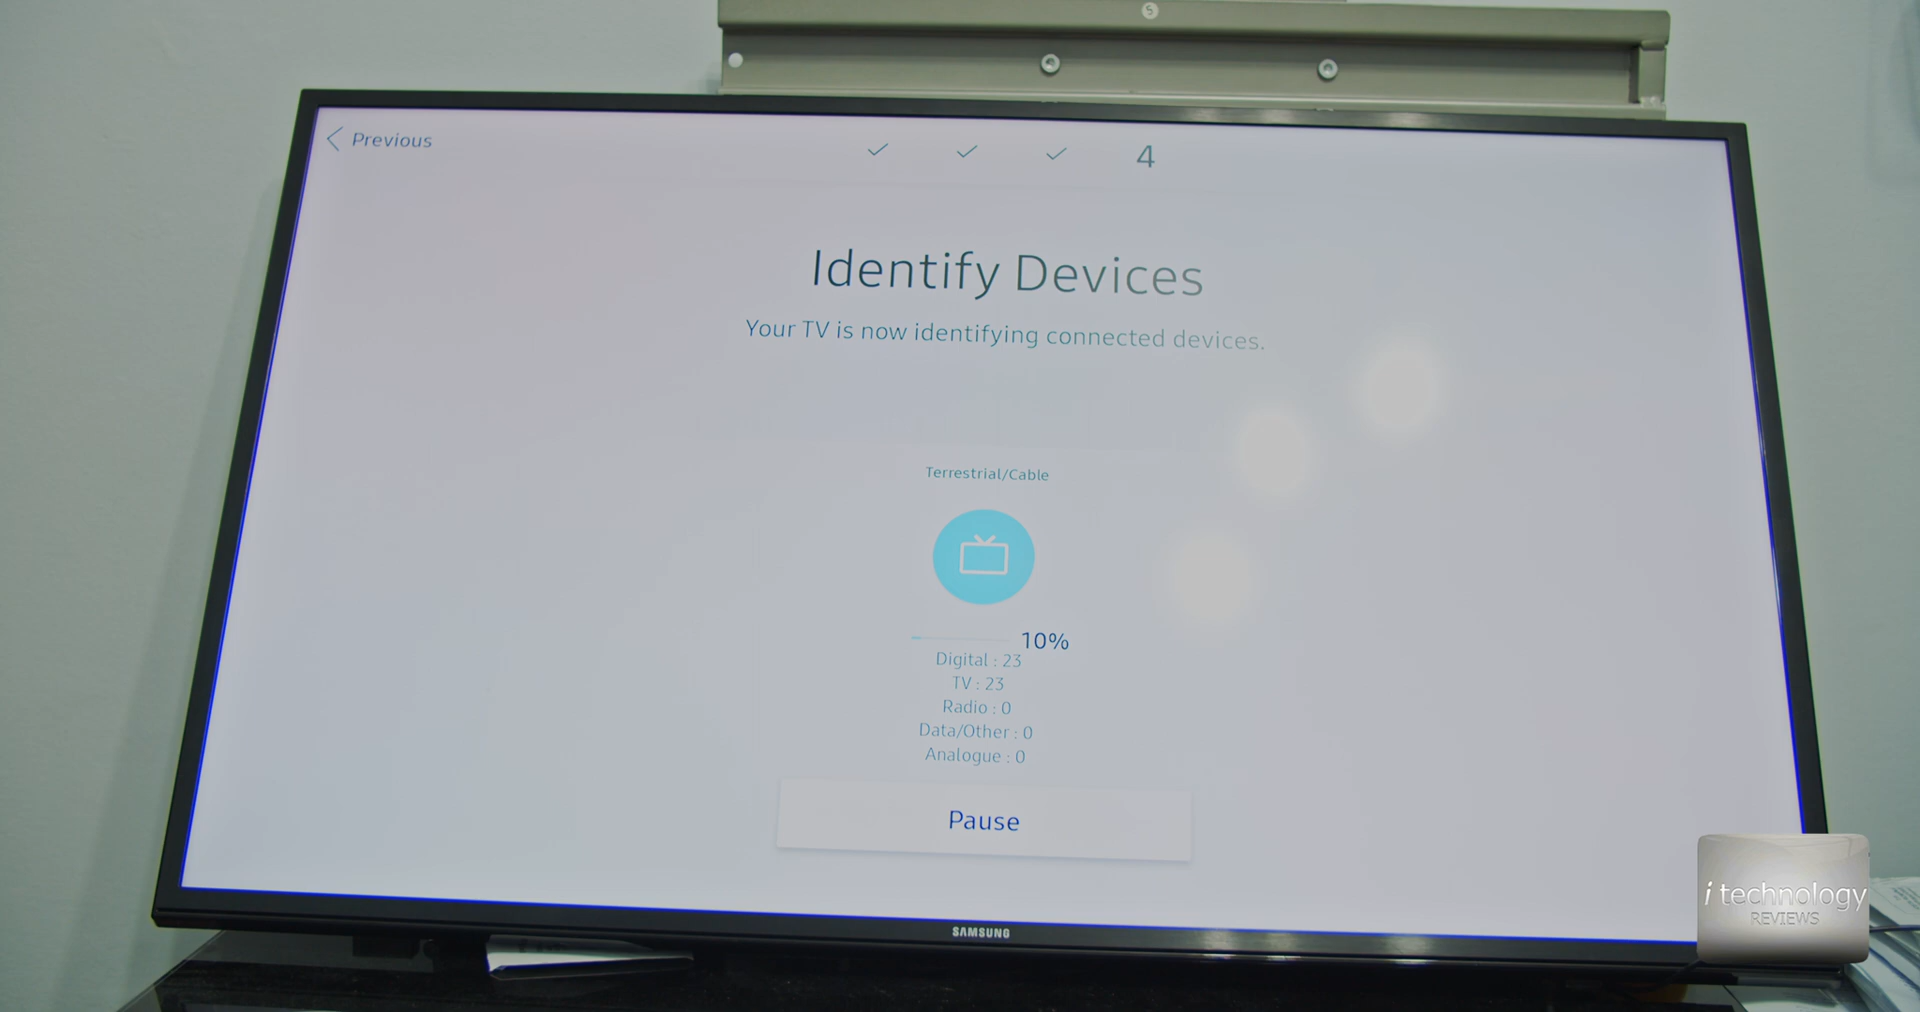 Previous
4
Identify Devices
Your TV is now identifying connected devices.
Terrestrial/Cable
10%
Digital : 23
TV : 23
Radio : 0
Data/Other : 0
Analogue : 0
Pause
SAMSUNG
i technology
REVIEWS